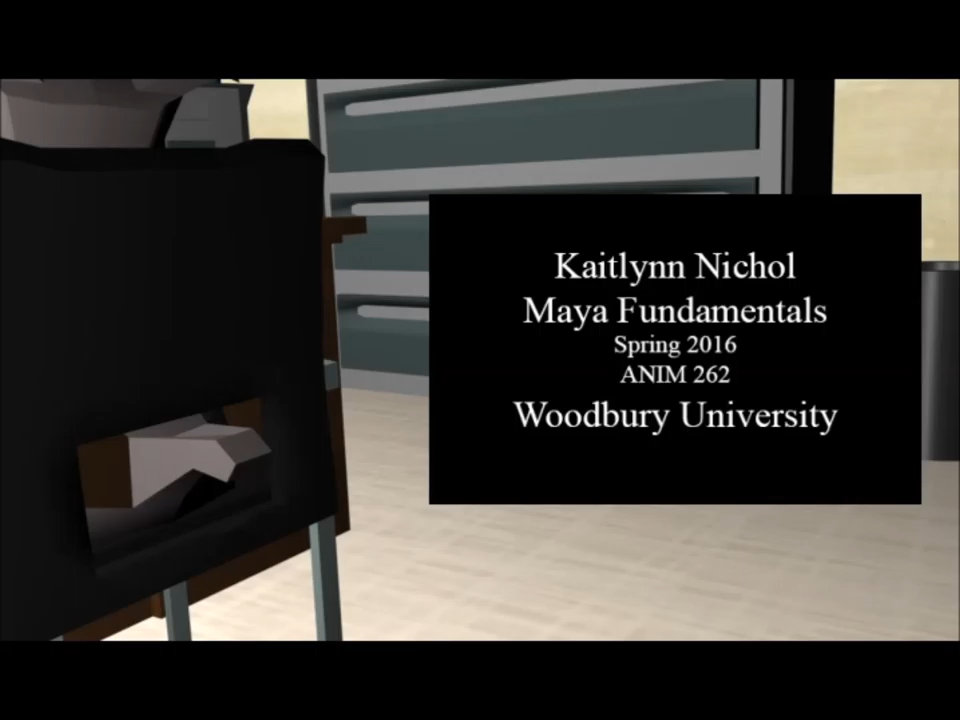 Kaitlynn Nichol
Maya Fundamentals
Spring 2016
ANIM 262
Woodbury University